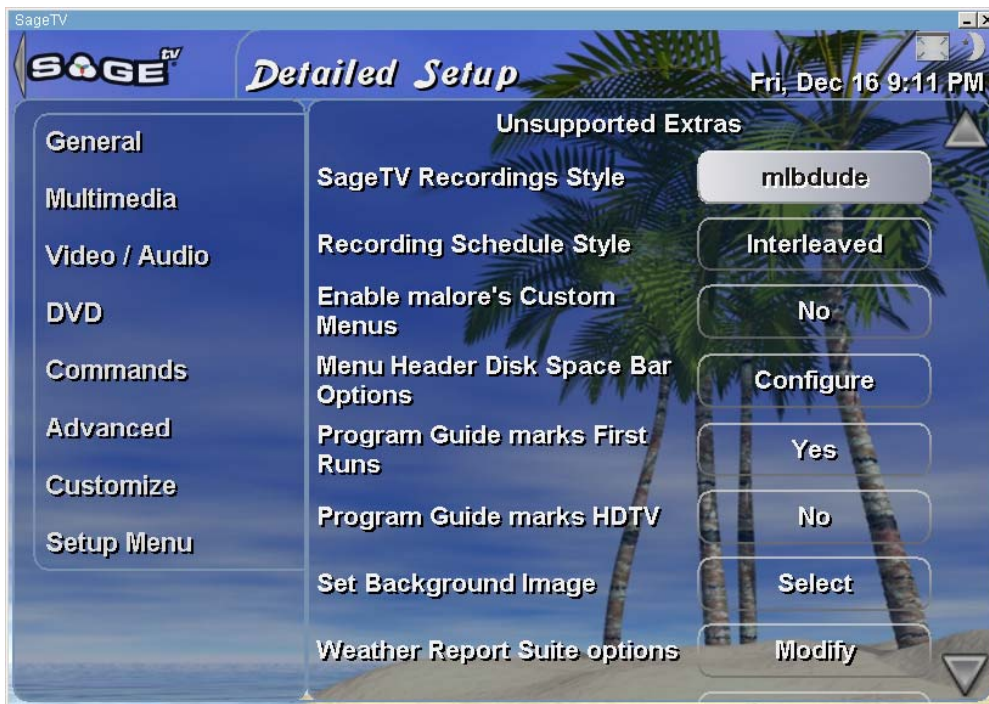 SageTV
SAGE tv
Detailed Setup
Fri, Dec 16 9:11 PM
General
Multimedia
Video / Audio
DVD
Commands
Advanced
Customize
Setup Menu
Unsupported Extras
SageTV Recordings Style
mlbdude
Recording Schedule Style
Interleaved
Enable malore's Custom
Menus
No
Menu Header Disk Space Bar
Options
Configure
Program Guide marks First
Runs
Yes
Program Guide marks HDTV
No
Set Background Image
Select
Weather Report Suite options
Modify